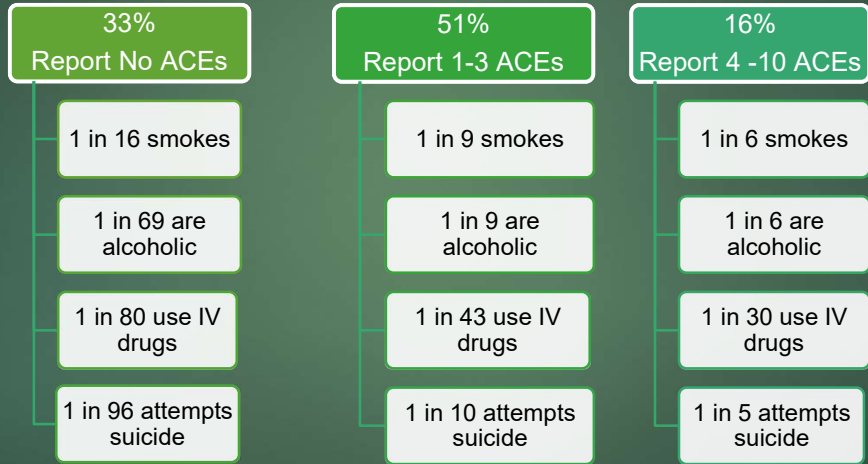 33%
Report No ACEs
1 in 16 smokes
1 in 69 are
alcoholic
1 in 80 use IV
drugs
1 in 96 attempts
suicide
51%
Report 1-3 ACEs
1 in 9 smokes
1 in 9 are
alcoholic
1 in 43 use IV
drugs
1 in 10 attempts
suicide
16%
Report 4 -10 ACEs
1 in 6 smokes
1 in 6 are
alcoholic
1 in 30 use IV
drugs
1 in 5 attempts
suicide